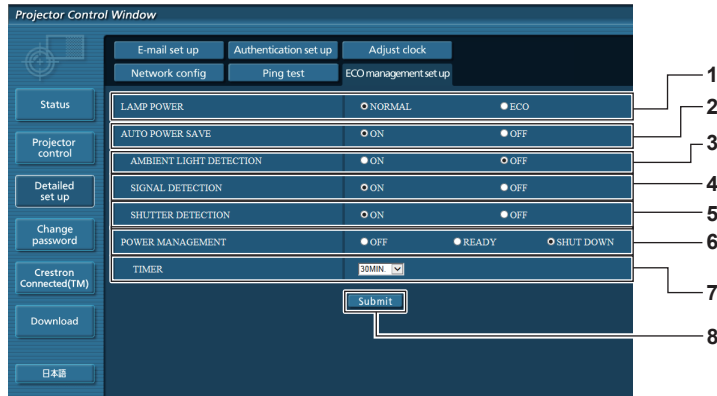 Projector Control Window
E-mail set up Authentication set up Adjust clock
Network config Ping test ECO management set up
Status
Projector
control
Detailed
set up
Change
password
Crestron
Connected(TM)
Download
日本語
LAMP POWER NORMAL ECO 1
AUTO POWER SAVE ON OFF 2
AMBIENT LIGHT DETECTION ON OFF 3
SIGNAL DETECTION ON OFF 4
SHUTTER DETECTION ON OFF 5
POWER MANAGEMENT OFF READY SHUT DOWN 6
TIMER 30MIN. 7
Submit 8